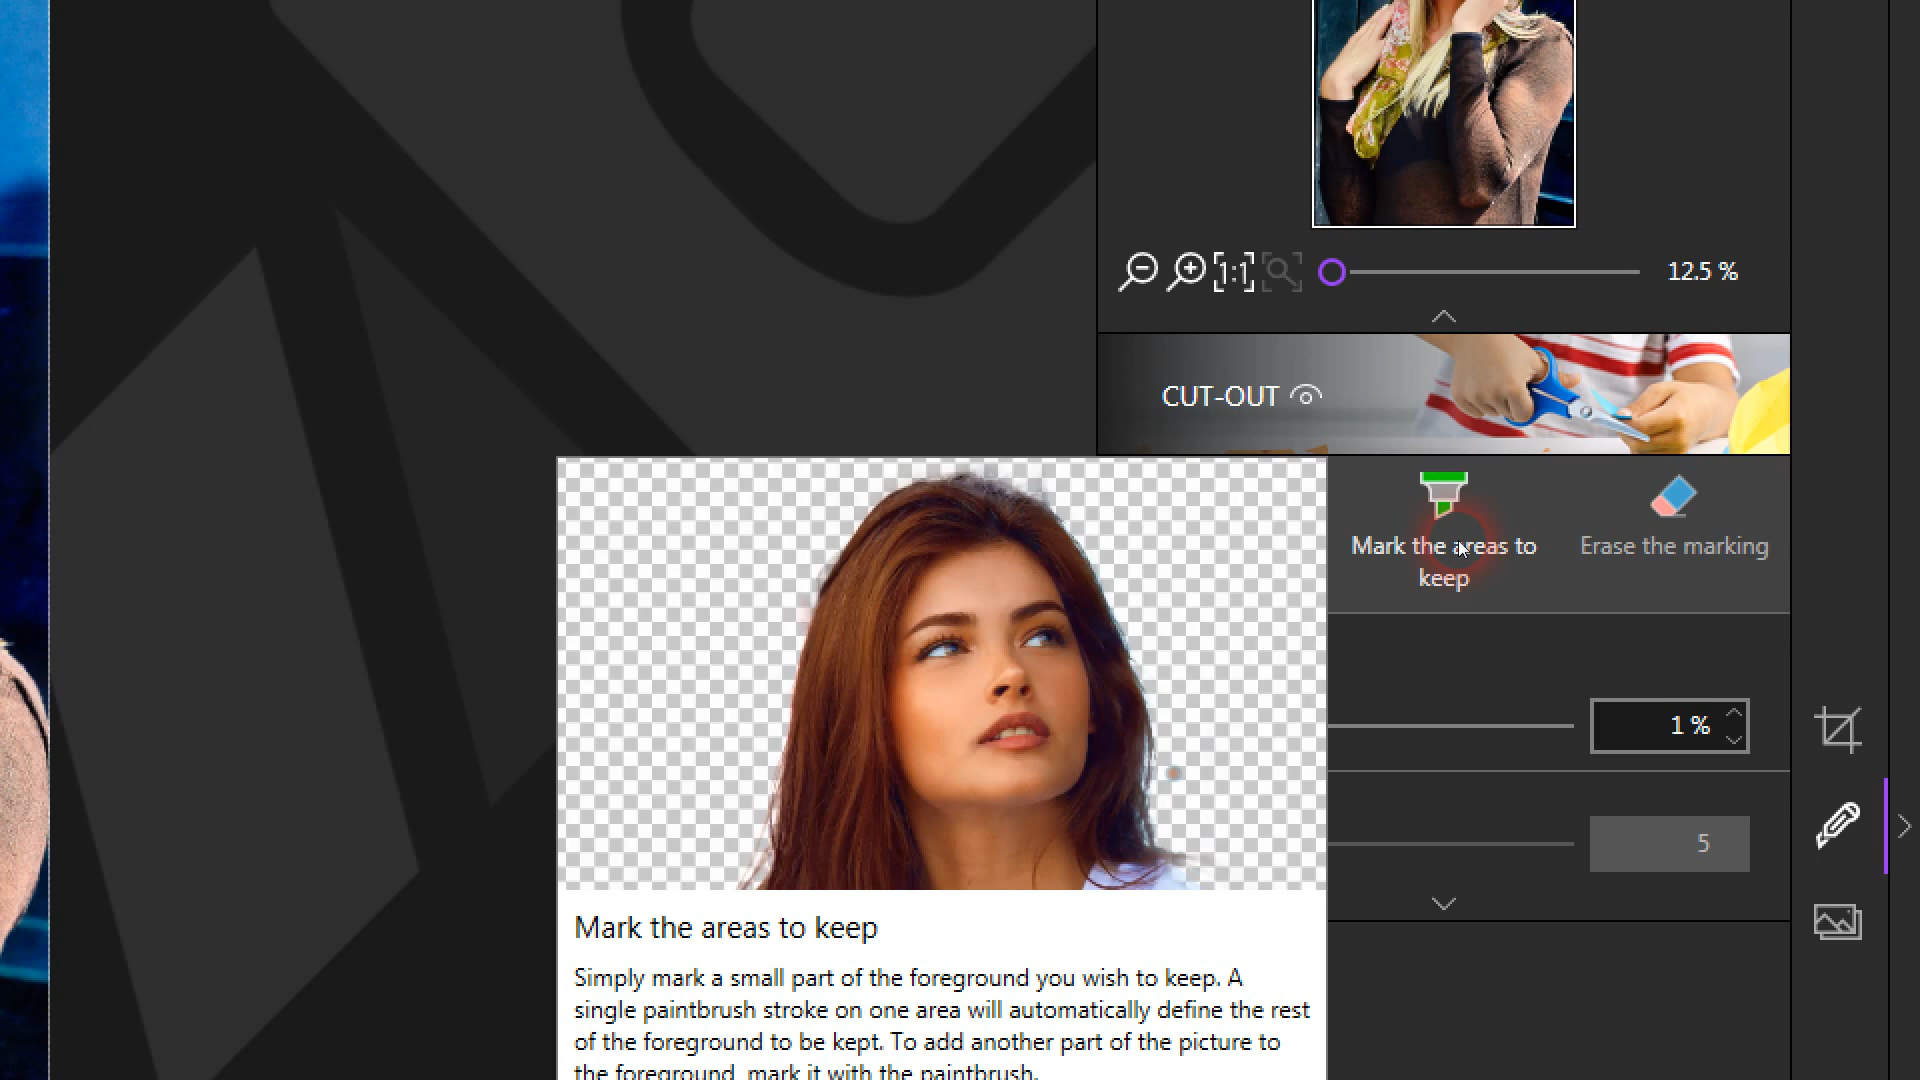 1:1
12.5 %
CUT-OUT
Mark the areas to
keep
Erase the marking
1 %
5
Mark the areas to keep
Simply mark a small part of the foreground you wish to keep. A
single paintbrush stroke on one area will automatically define the rest
of the foreground to be kept. To add another part of the picture to
the foreground, mark it with the paintbrush.